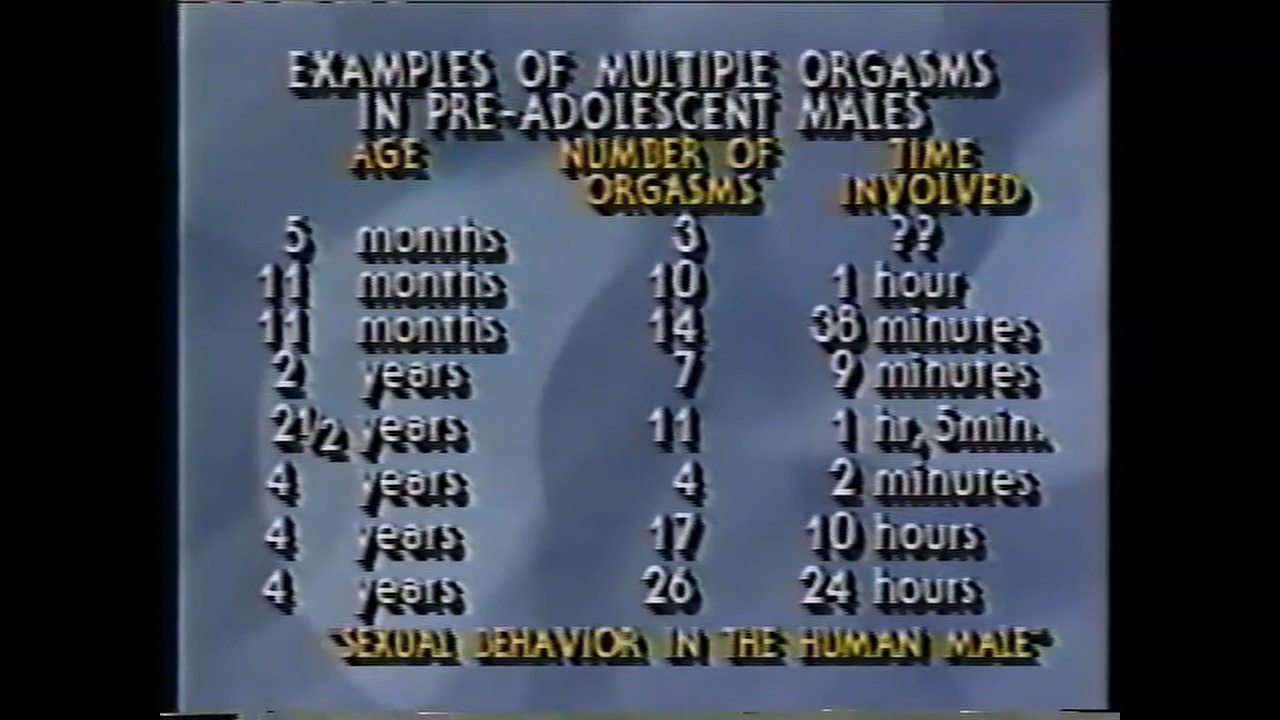 EXAMPLES OF MULTIPLE ORGASMS
IN PRE-ADOLESCENT MALES
AGE NUMBER OF ORGASMS TIME INVOLVED
5 months 3 ??
11 months 10 1 hour
11 months 14 38 minutes
2 years 7 9 minutes
2 1/2 years 11 1 hr, 5min.
4 years 4 2 minutes
4 years 17 10 hours
4 years 26 24 hours
"SEXUAL BEHAVIOR IN THE HUMAN MALE"